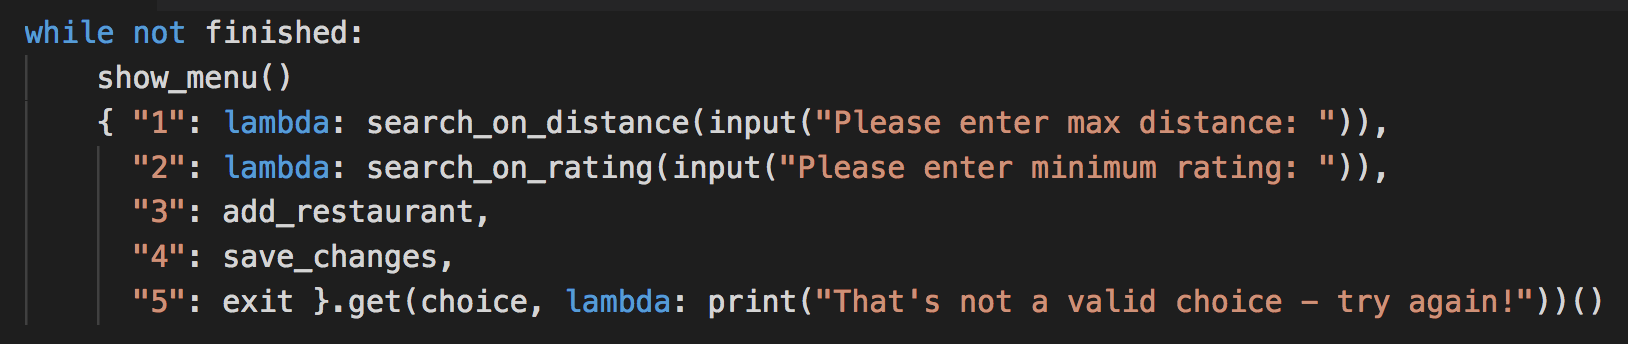 while not finished:
    show_menu()
    { "1": lambda: search_on_distance(input("Please enter max distance: ")),
      "2": lambda: search_on_rating(input("Please enter minimum rating: ")),
      "3": add_restaurant,
      "4": save_changes,
      "5": exit }.get(choice, lambda: print("That's not a valid choice – try again!"))()